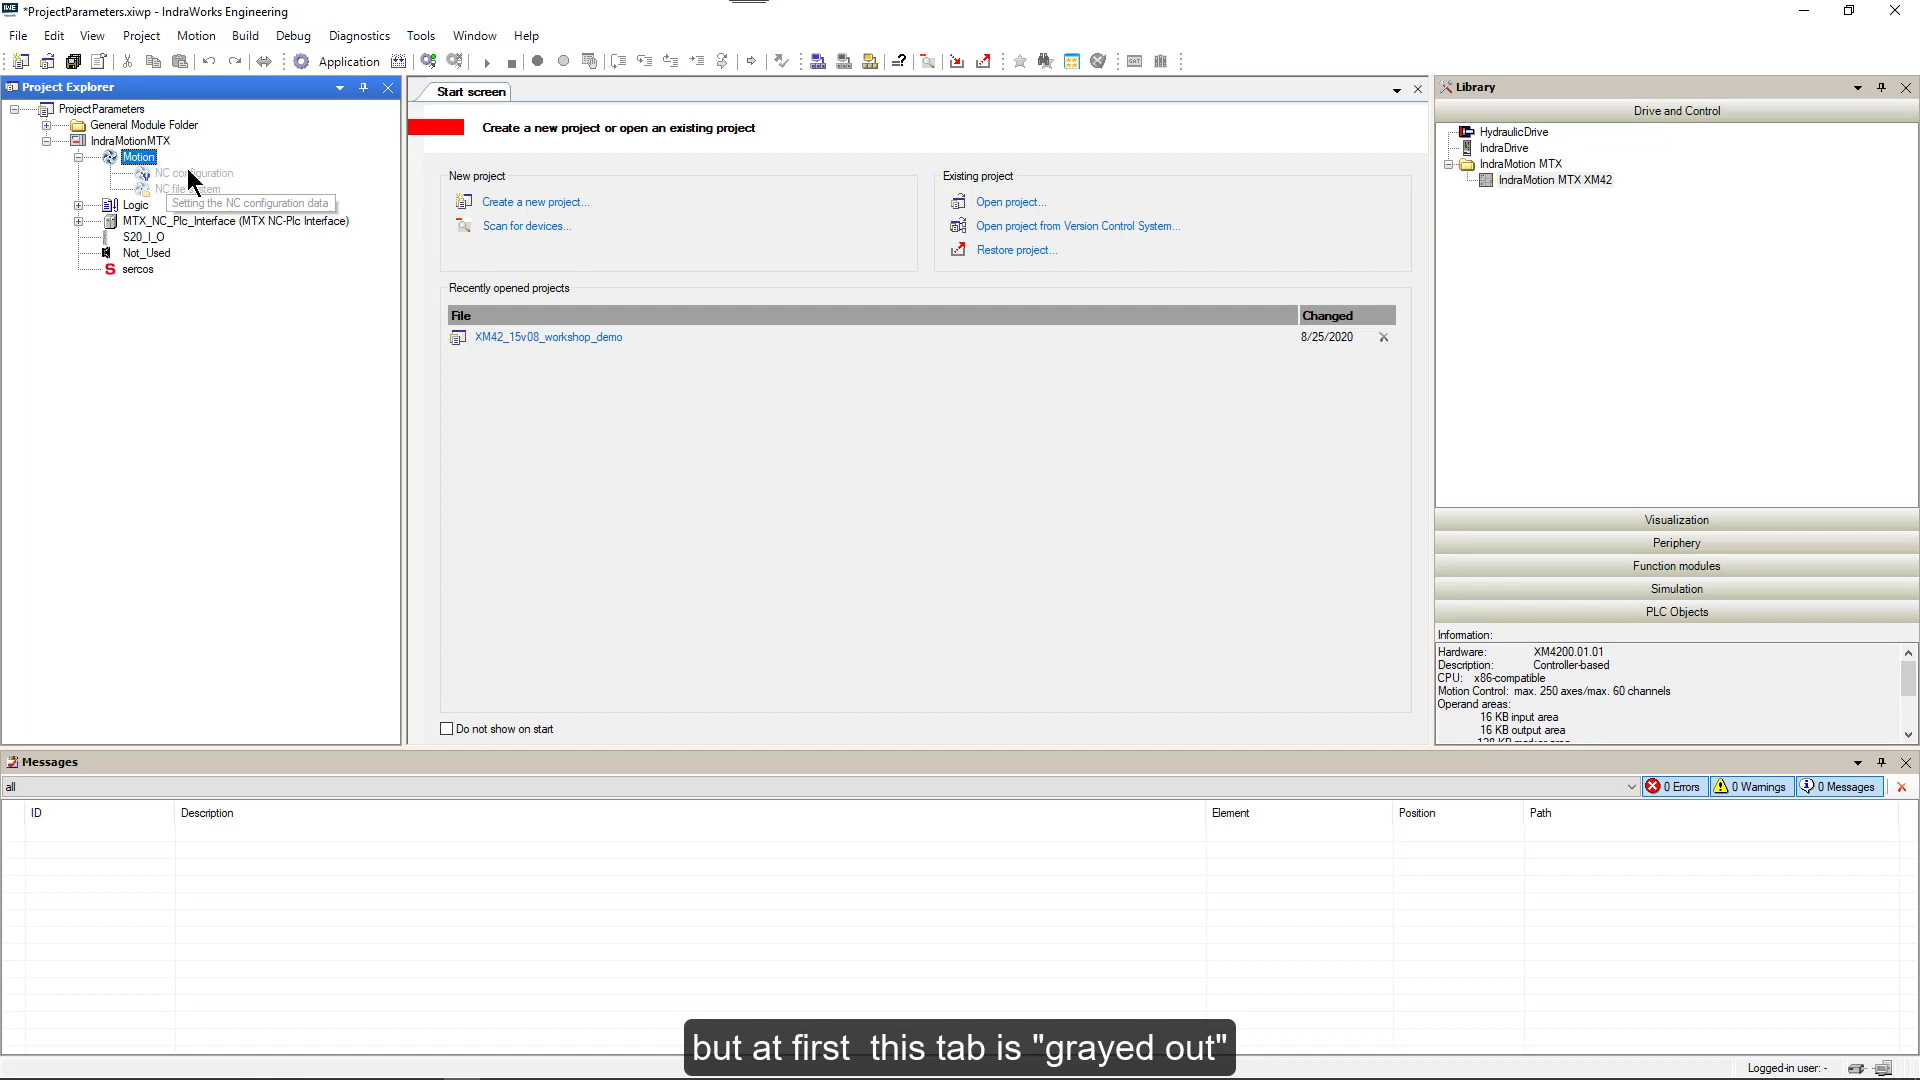 *ProjectParameters.xiwp - IndraWorks Engineering
File Edit View Project Motion Build Debug Diagnostics Tools Window Help
Application
Project Explorer
ProjectParameters
General Module Folder
IndraMotionMTX
Motion
NC configuration
NC file system
Setting the NC configuration data
Logic
MTX_NC_Plc_Interface (MTX NC-Plc Interface)
S20_I_O
Not_Used
sercos
Start screen
Create a new project or open an existing project
New project
Create a new project...
Scan for devices...
Existing project
Open project...
Open project from Version Control System...
Restore project...
Recently opened projects
File Changed
XM42_15v08_workshop_demo 8/25/2020
Do not show on start
Library
Drive and Control
HydraulicDrive
IndraDrive
IndraMotion MTX
IndraMotion MTX XM42
Visualization
Periphery
Function modules
Simulation
PLC Objects
Information:
Hardware: XM4200.01.01
Description: Controller-based
CPU: x86-compatible
Motion Control: max. 250 axes/max. 60 channels
Operand areas:
16 KB input area
16 KB output area
Messages
all
0 Errors 0 Warnings 0 Messages
ID Description Element Position Path
but at first this tab is "grayed out"
Logged-in user: -